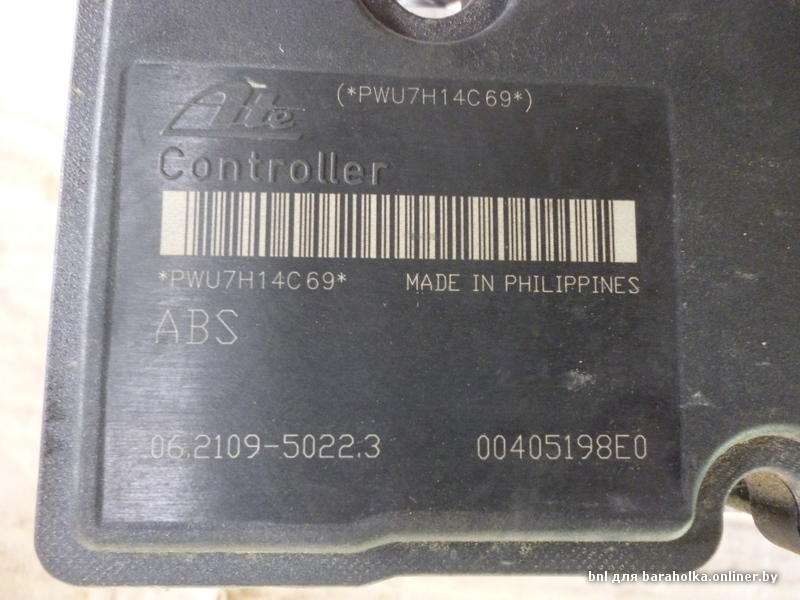 Ate (*PWU7H14C69*)
Controller
*PWU7H14C69* MADE IN PHILIPPINES
ABS
06.2109-5022.3 00405198E0
bnl для baraholka.onliner.by